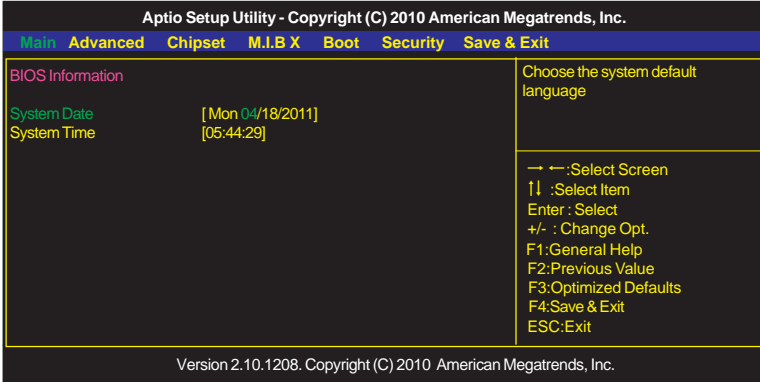 Aptio Setup Utility - Copyright (C) 2010 American Megatrends, Inc.
Main Advanced Chipset M.I.B X Boot Security Save & Exit
BIOS Information
System Date [ Mon 04/18/2011]
System Time [05:44:29]
Choose the system default
language
→ ←:Select Screen
↑↓ :Select Item
Enter : Select
+/- : Change Opt.
F1:General Help
F2:Previous Value
F3:Optimized Defaults
F4:Save & Exit
ESC:Exit
Version 2.10.1208. Copyright (C) 2010 American Megatrends, Inc.